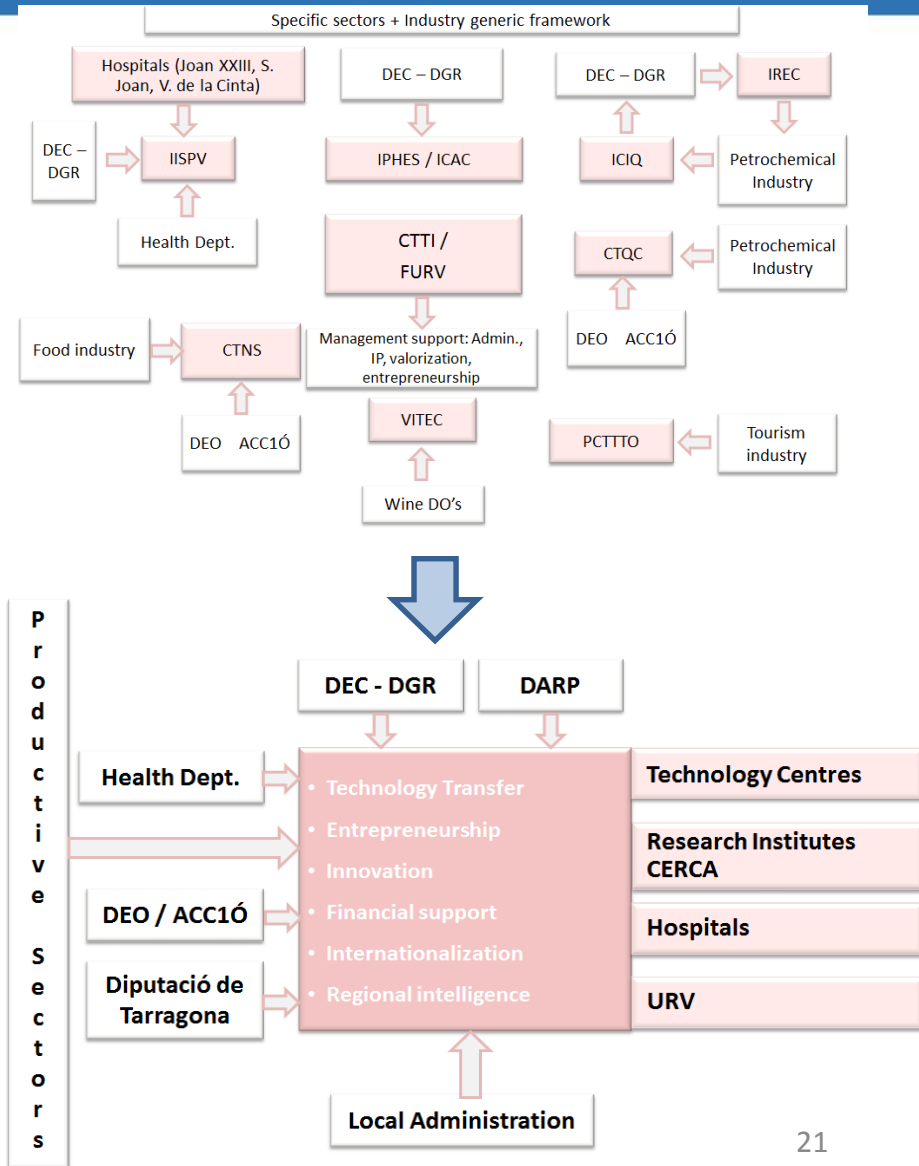 Specific sectors + Industry generic framework
Hospitals (Joan XXIII, S.
Joan, V. de la Cinta)
DEC – DGR
DEC – DGR
IREC
DEC –
DGR
IISPV
IPHES / ICAC
ICIQ
Petrochemical
Industry
Health Dept.
CTTI /
FURV
CTQC
Petrochemical
Industry
Food industry
CTNS
Management support: Admin.,
IP, valorization,
entrepreneurship
DEO ACC1Ó
DEO ACC1Ó
VITEC
PCTTTO
Tourism
industry
Wine DO's
Productive Sectors
DEC - DGR
DARP
Health Dept.
DEO / ACC1Ó
Diputació de
Tarragona
• Technology Transfer
• Entrepreneurship
• Innovation
• Financial support
• Internationalization
• Regional intelligence
Technology Centres
Research Institutes
CERCA
Hospitals
URV
Local Administration
21